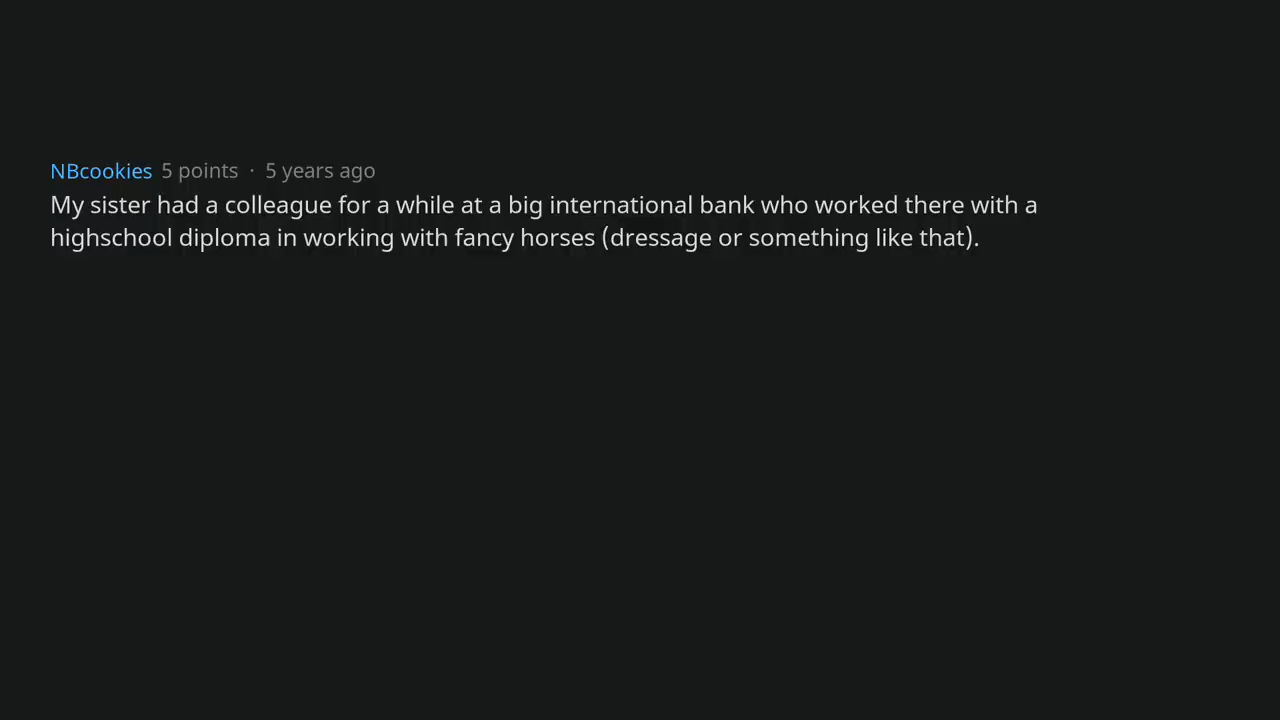 NBcookies 5 points · 5 years ago
My sister had a colleague for a while at a big international bank who worked there with a
highschool diploma in working with fancy horses (dressage or something like that).